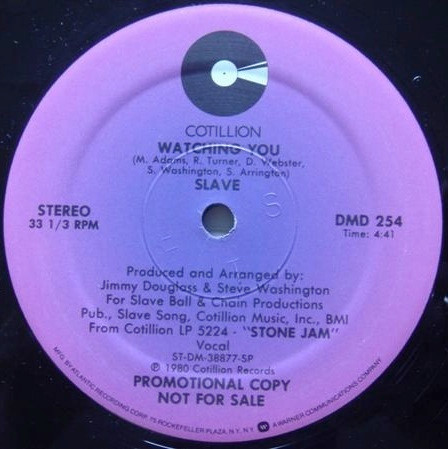 COTILLION
WATCHING YOU
(M. Adams, R. Turner, D. Webster,
S. Washington, S. Arrington)
SLAVE
STEREO
33 1/3 RPM
DMD 254
Time: 4:41
Produced and Arranged by:
Jimmy Douglass & Steve Washington
For Slave Ball & Chain Productions
Pub., Slave Song, Cotillion Music, Inc., BMI
From Cotillion LP 5224 - "STONE JAM"
Vocal
ST-DM-38877-SP
℗ 1980 Cotillion Records
PROMOTIONAL COPY
NOT FOR SALE
MFG. BY ATLANTIC RECORDING CORP. 75 ROCKEFELLER PLAZA, N.Y. N.Y. A WARNER COMMUNICATIONS COMPANY